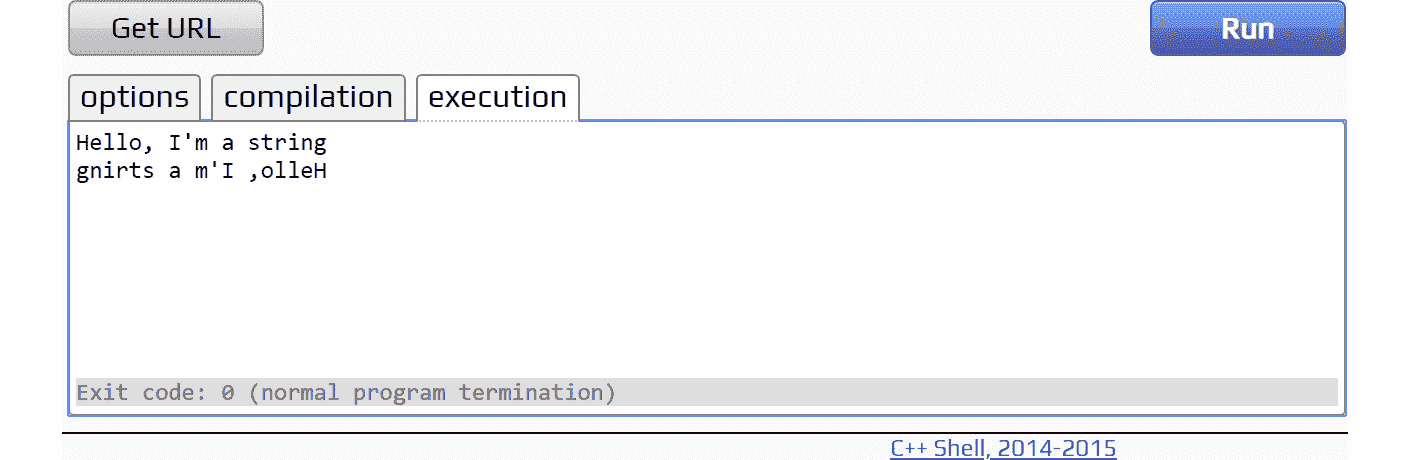 Get URL
Run
options
compilation
execution
Hello, I'm a string
gnirts a m'I ,olleH
Exit code: 0 (normal program termination)
C++ Shell, 2014-2015